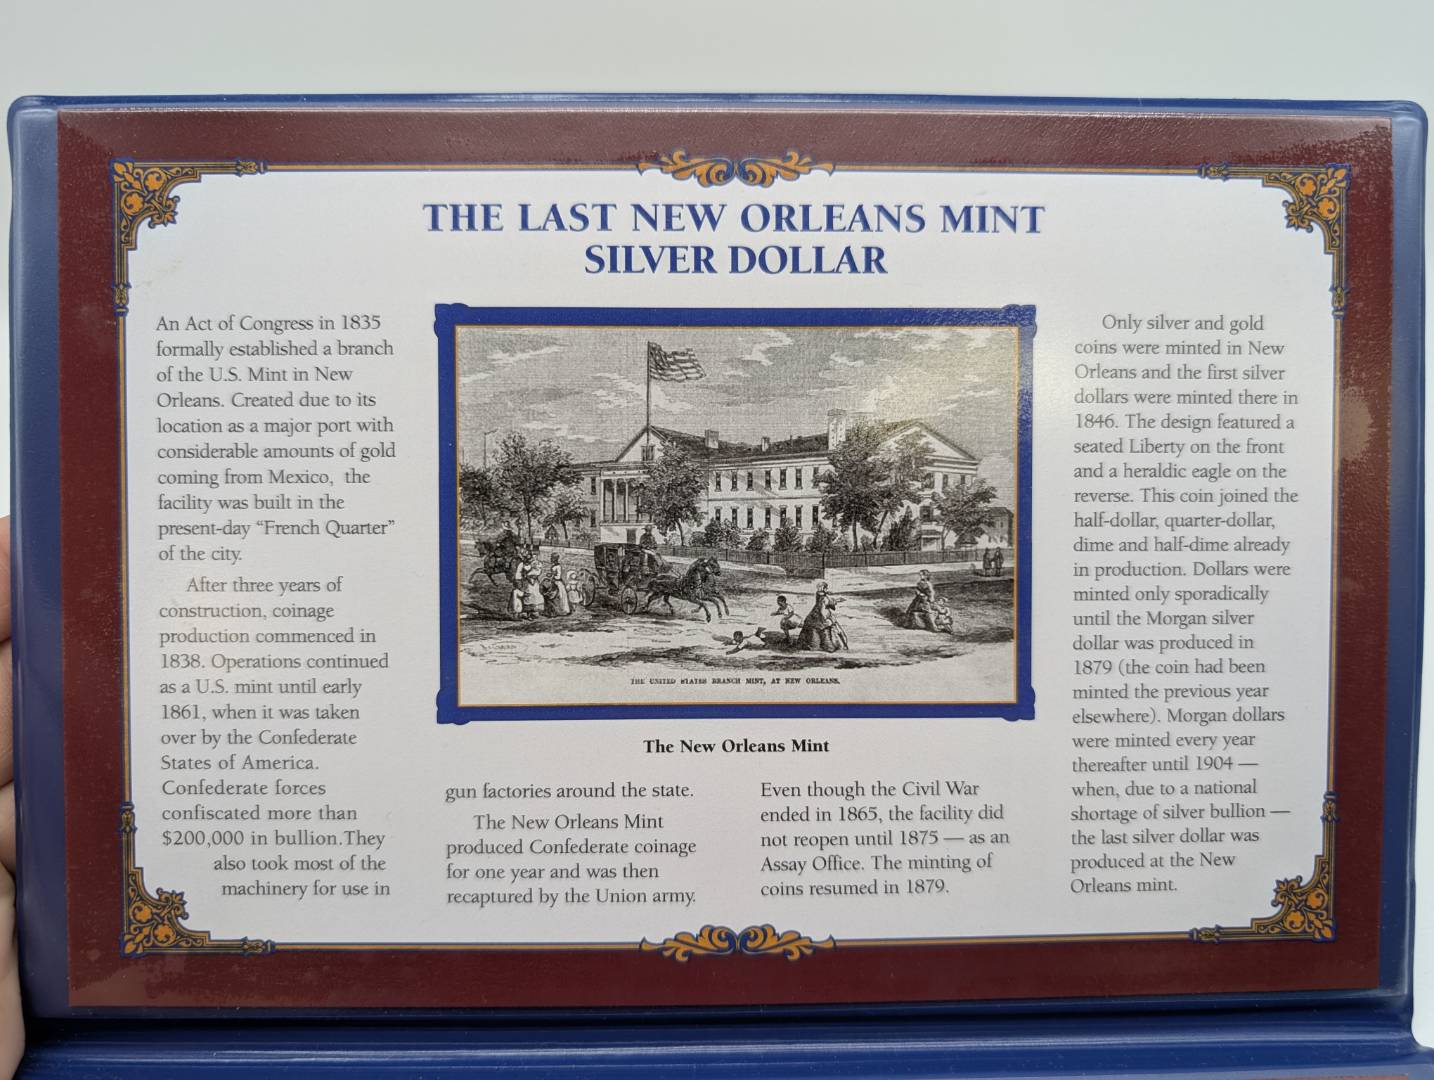 THE LAST NEW ORLEANS MINT
SILVER DOLLAR
An Act of Congress in 1835
formally established a branch
of the U.S. Mint in New
Orleans. Created due to its
location as a major port with
considerable amounts of gold
coming from Mexico, the
facility was built in the
present-day “French Quarter”
of the city.
After three years of
construction, coinage
production commenced in
1838. Operations continued
as a U.S. mint until early
1861, when it was taken
over by the Confederate
States of America.
Confederate forces
confiscated more than
$200,000 in bullion.They
also took most of the
machinery for use in
THE UNITED STATES BRANCH MINT, AT NEW ORLEANS.
The New Orleans Mint
gun factories around the state.
The New Orleans Mint
produced Confederate coinage
for one year and was then
recaptured by the Union army.
Even though the Civil War
ended in 1865, the facility did
not reopen until 1875 — as an
Assay Office. The minting of
coins resumed in 1879.
Only silver and gold
coins were minted in New
Orleans and the first silver
dollars were minted there in
1846. The design featured a
seated Liberty on the front
and a heraldic eagle on the
reverse. This coin joined the
half-dollar, quarter-dollar,
dime and half-dime already
in production. Dollars were
minted only sporadically
until the Morgan silver
dollar was produced in
1879 (the coin had been
minted the previous year
elsewhere). Morgan dollars
were minted every year
thereafter until 1904 —
when, due to a national
shortage of silver bullion —
the last silver dollar was
produced at the New
Orleans mint.